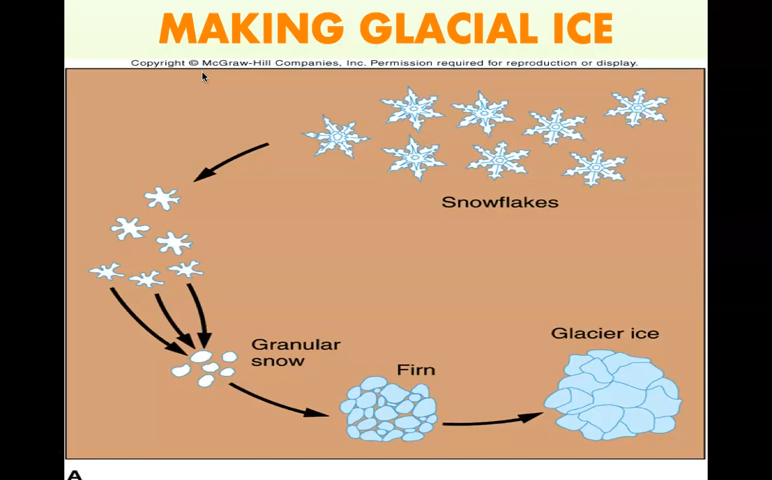 MAKING GLACIAL ICE
Copyright © McGraw-Hill Companies, Inc. Permission required for reproduction or display.
Snowflakes
Granular
snow
Firn
Glacier ice
A